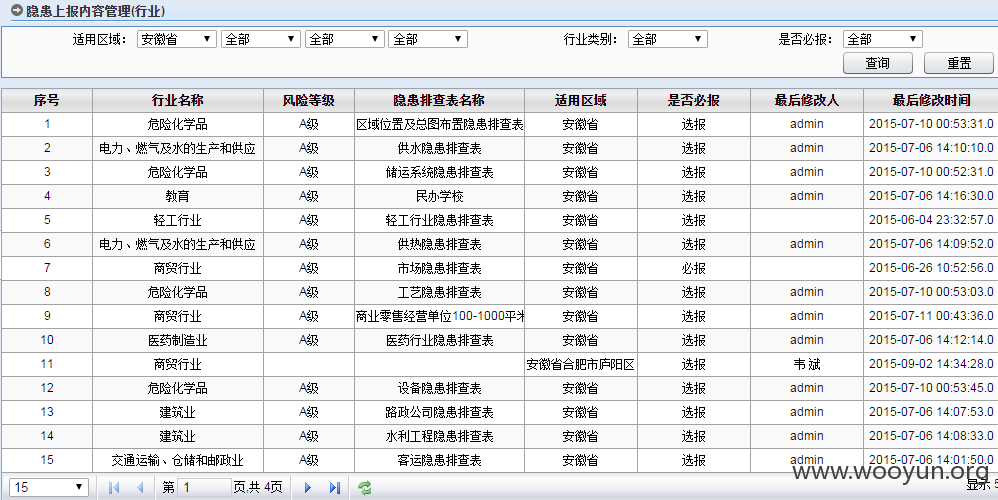 隐患上报内容管理(行业)
适用区域: 安徽省 全部 全部 全部 行业类别: 全部 是否必报: 全部
查询 重置
序号 行业名称 风险等级 隐患排查表名称 适用区域 是否必报 最后修改人 最后修改时间
1 危险化学品 A级 区域位置及总图布置隐患排查表 安徽省 选报 admin 2015-07-10 00:53:31.0
2 电力、燃气及水的生产和供应 A级 供水隐患排查表 安徽省 选报 admin 2015-07-06 14:10:10.0
3 危险化学品 A级 储运系统隐患排查表 安徽省 选报 admin 2015-07-10 00:52:31.0
4 教育 A级 民办学校 安徽省 选报 admin 2015-07-06 14:16:30.0
5 轻工行业 A级 轻工行业隐患排查表 安徽省 选报 2015-06-04 23:32:57.0
6 电力、燃气及水的生产和供应 A级 供热隐患排查表 安徽省 选报 admin 2015-07-06 14:09:52.0
7 商贸行业 A级 市场隐患排查表 安徽省 必报 2015-06-26 10:52:56.0
8 危险化学品 A级 工艺隐患排查表 安徽省 选报 admin 2015-07-10 00:53:03.0
9 商贸行业 A级 商业零售经营单位100-1000平米 安徽省 选报 admin 2015-07-11 00:43:36.0
10 医药制造业 A级 医药行业隐患排查表 安徽省 选报 admin 2015-07-06 14:12:14.0
11 商贸行业 安徽省合肥市庐阳区 选报 韦斌 2015-09-02 14:34:28.0
12 危险化学品 A级 设备隐患排查表 安徽省 选报 admin 2015-07-10 00:53:45.0
13 建筑业 A级 路政公司隐患排查表 安徽省 选报 admin 2015-07-06 14:07:53.0
14 建筑业 A级 水利工程隐患排查表 安徽省 选报 admin 2015-07-06 14:08:33.0
15 交通运输、仓储和邮政业 A级 客运隐患排查表 安徽省 选报 admin 2015-07-06 14:01:50.0
15 第 1 页,共 4页 显示
www.wooyun.org